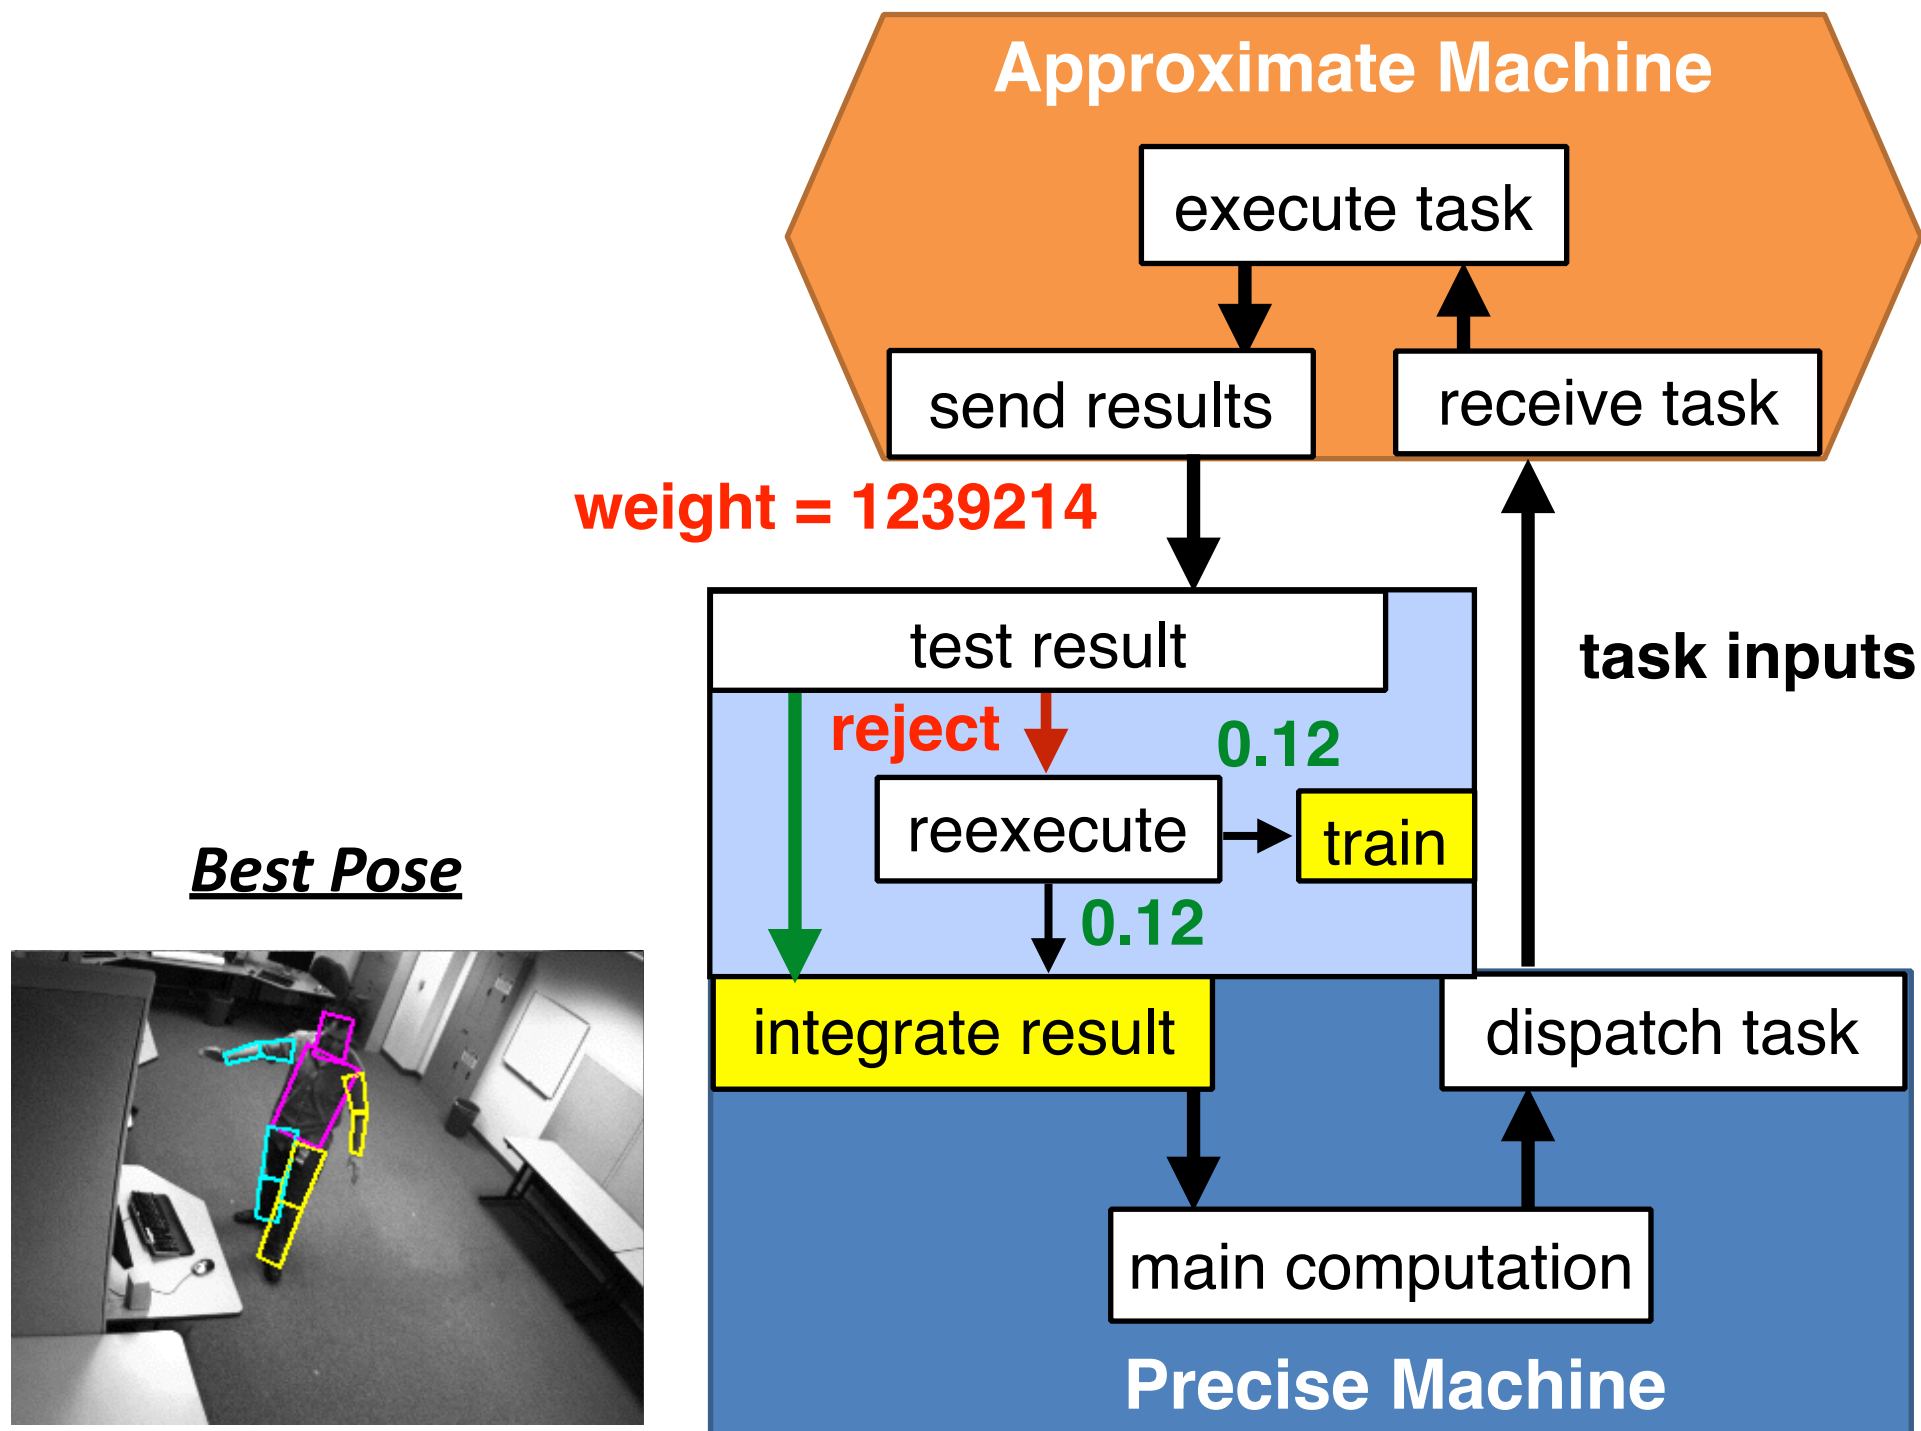 Approximate Machine
execute task
send results
receive task
weight = 1239214
test result
task inputs
reject
0.12
reexecute
train
0.12
Best Pose
integrate result
dispatch task
main computation
Precise Machine